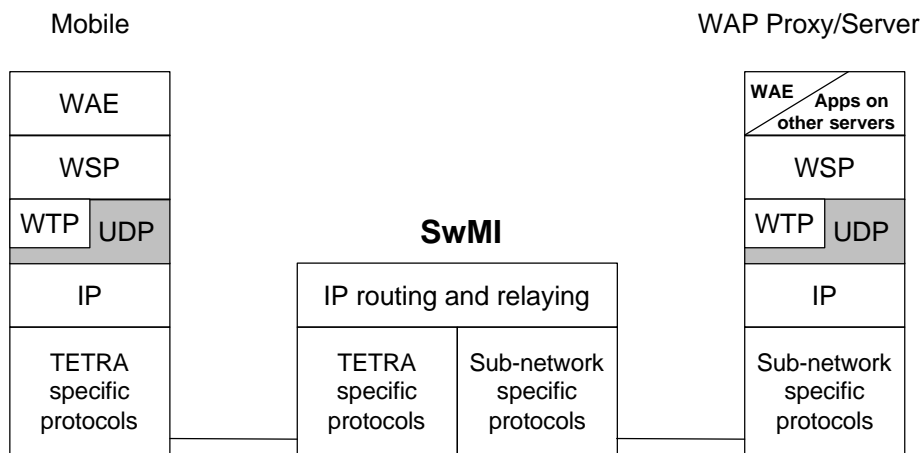 Mobile
WAP Proxy/Server
WAE
WSP
WTP
UDP
IP
TETRA
specific
protocols
SwMI
IP routing and relaying
TETRA
specific
protocols
Sub-network
specific
protocols
WAE
Apps on
other servers
WSP
WTP
UDP
IP
Sub-network
specific
protocols